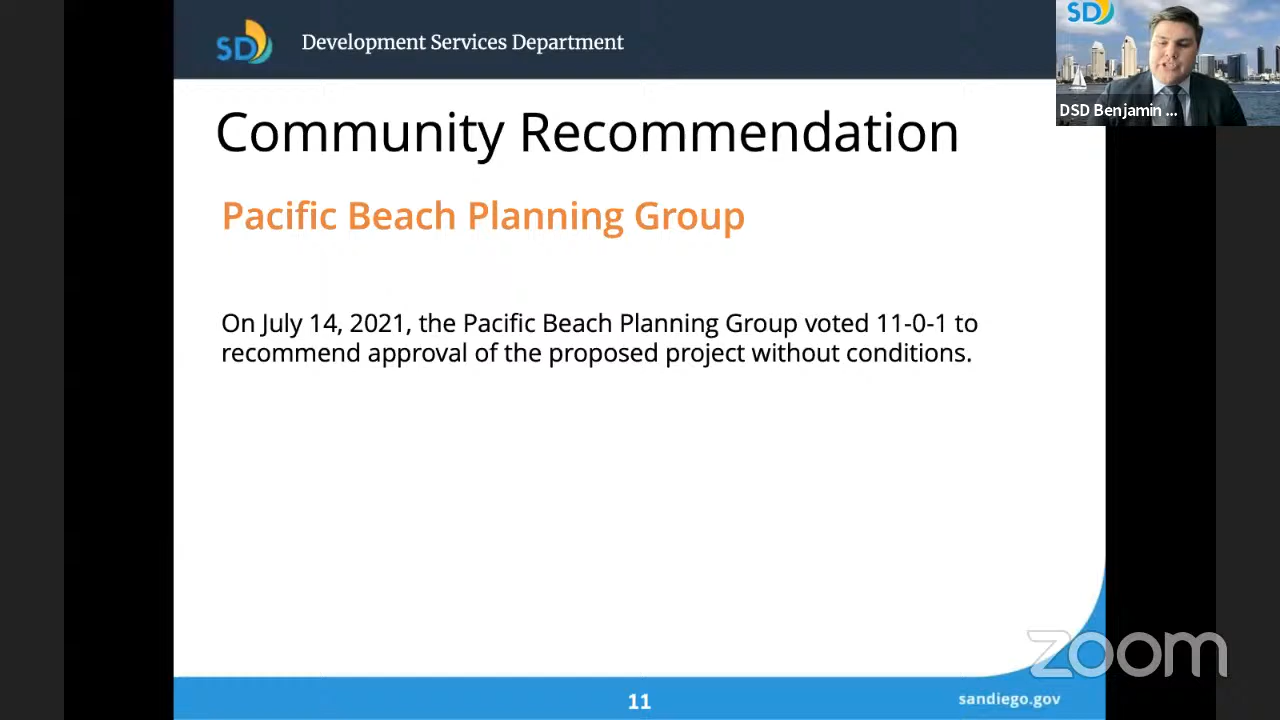 SD
Development Services Department
SD
DSD Benjamin ...
Community Recommendation
Pacific Beach Planning Group
On July 14, 2021, the Pacific Beach Planning Group voted 11-0-1 to
recommend approval of the proposed project without conditions.
zoom
11
sandiego.gov